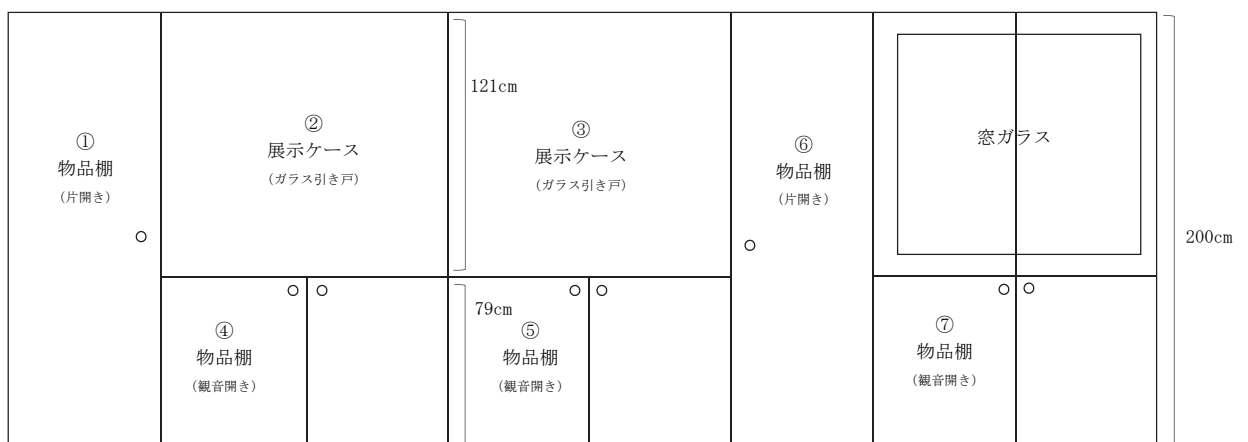 ①
物品棚
(片開き)
②
展示ケース
(ガラス引き戸)
121cm
③
展示ケース
(ガラス引き戸)
⑥
物品棚
(片開き)
窓ガラス
200cm
④
物品棚
(観音開き)
79cm
⑤
物品棚
(観音開き)
⑦
物品棚
(観音開き)